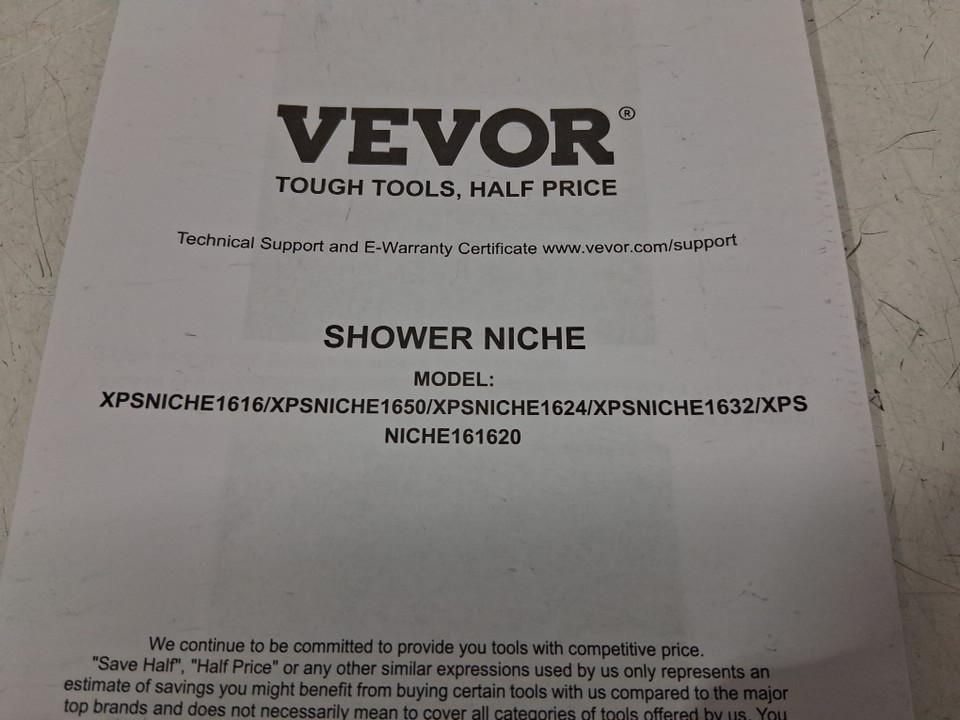 VEVOR®
TOUGH TOOLS, HALF PRICE
Technical Support and E-Warranty Certificate www.vevor.com/support
SHOWER NICHE
MODEL:
XPSNICHE1616/XPSNICHE1650/XPSNICHE1624/XPSNICHE1632/XPS
NICHE161620
We continue to be committed to provide you tools with competitive price.
"Save Half", "Half Price" or any other similar expressions used by us only represents an
estimate of savings you might benefit from buying certain tools with us compared to the major
top brands and does not necessarily mean to cover all categories of tools offered by us. You